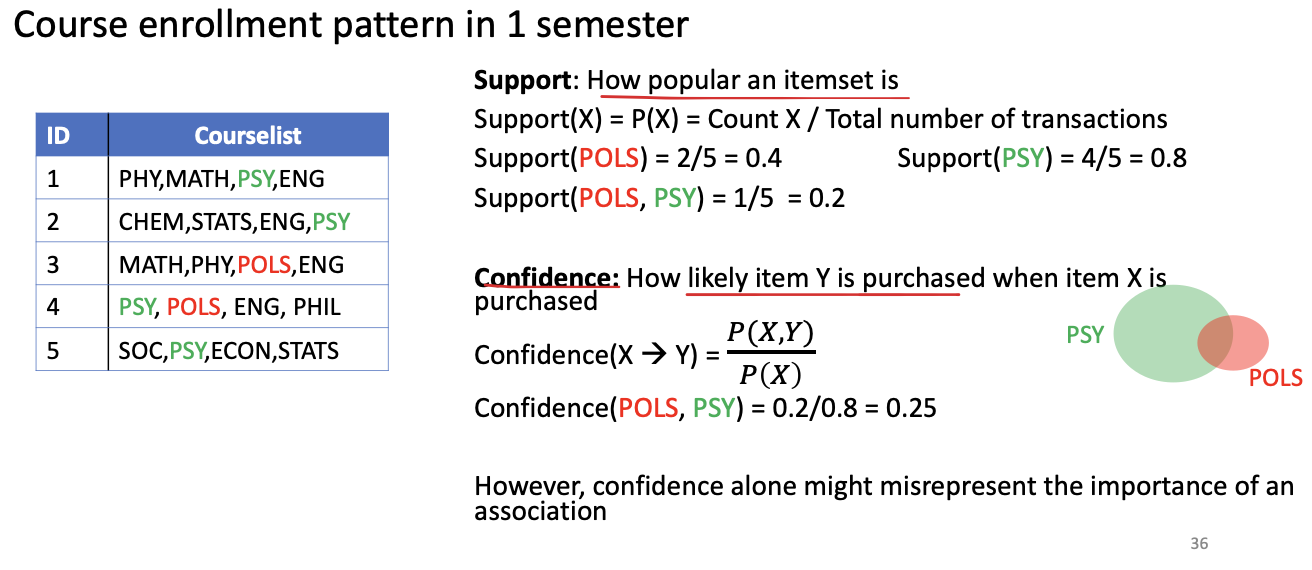 Course enrollment pattern in 1 semester
ID Courselist
1 PHY,MATH,PSY,ENG
2 CHEM,STATS,ENG,PSY
3 MATH,PHY,POLS,ENG
4 PSY, POLS, ENG, PHIL
5 SOC,PSY,ECON,STATS
Support: How popular an itemset is
Support(X) = P(X) = Count X / Total number of transactions
Support(POLS) = 2/5 = 0.4 Support(PSY) = 4/5 = 0.8
Support(POLS, PSY) = 1/5 = 0.2
Confidence: How likely item Y is purchased when item X is
purchased
Confidence(X → Y) = P(X,Y) / P(X)
Confidence(POLS, PSY) = 0.2/0.8 = 0.25
PSY
POLS
However, confidence alone might misrepresent the importance of an
association
36